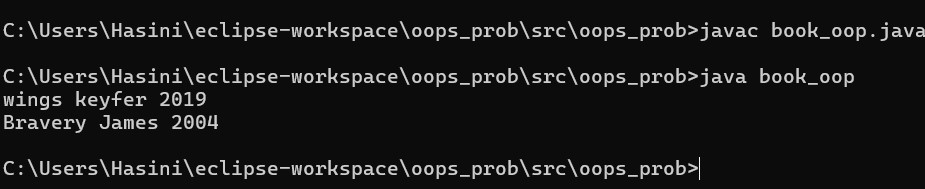 C:\Users\Hasini\eclipse-workspace\oops_prob\src\oops_prob>javac book_oop.java
C:\Users\Hasini\eclipse-workspace\oops_prob\src\oops_prob>java book_oop
wings keyfer 2019
Bravery James 2004
C:\Users\Hasini\eclipse-workspace\oops_prob\src\oops_prob>